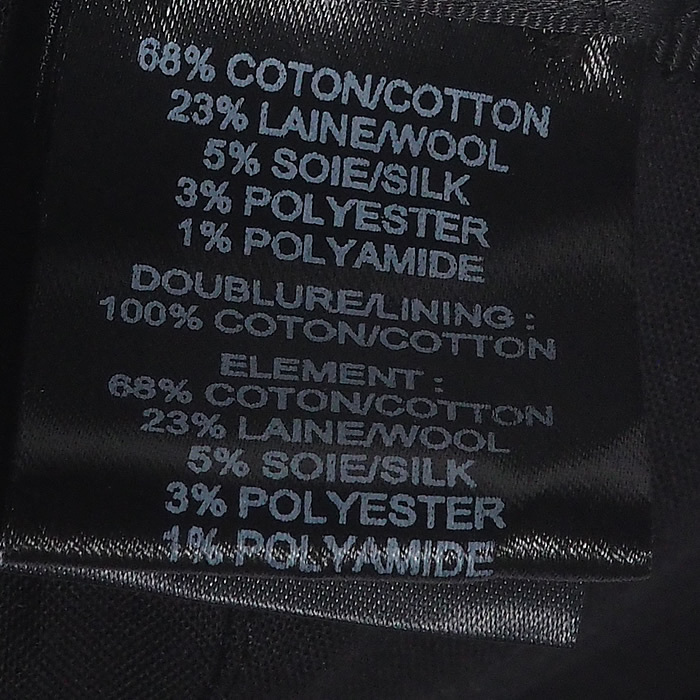 68% COTON/COTTON
23% LAINE/WOOL
5% SOIE/SILK
3% POLYESTER
1% POLYAMIDE
DOUBLURE/LINING :
100% COTON/COTTON
ELEMENT :
68% COTON/COTTON
23% LAINE/WOOL
5% SOIE/SILK
3% POLYESTER
1% POLYAMIDE